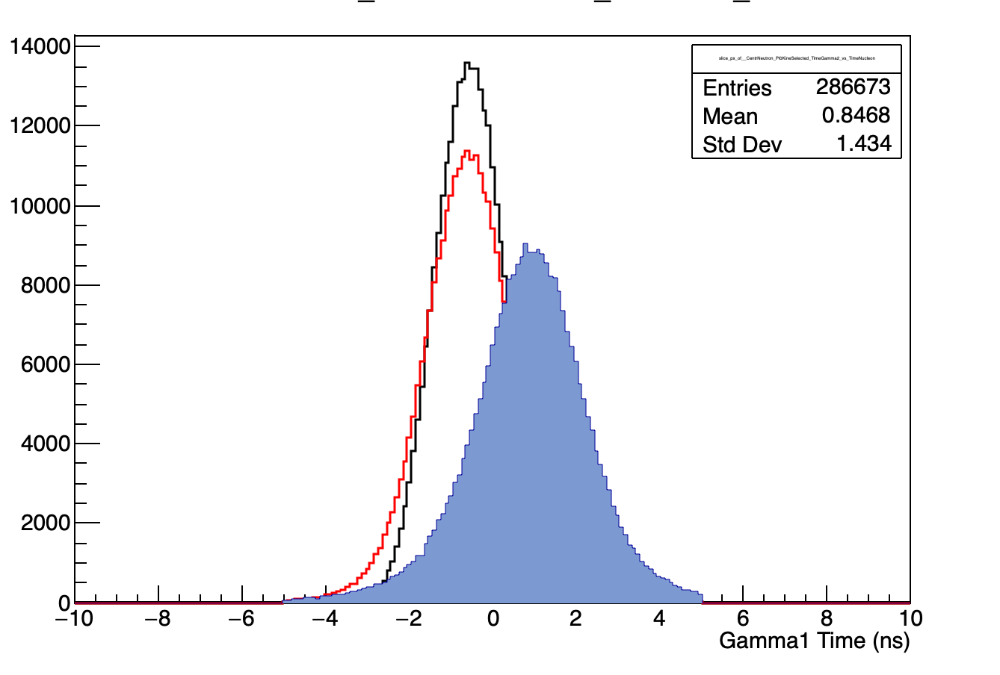 14000
12000
10000
8000
6000
4000
2000
0
slice_px_of__CentrNeutron_Pi0KineSelected_TimeGamma2_vs_TimeNucleon
Entries 286673
Mean 0.8468
Std Dev 1.434
−10 −8 −6 −4 −2 0 2 4 6 8 10
Gamma1 Time (ns)